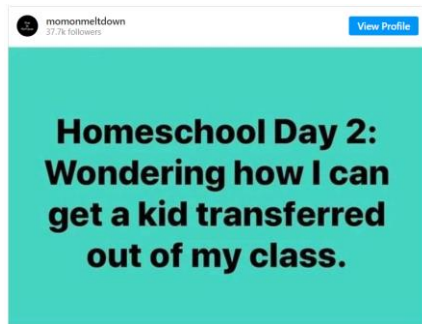 momonmeltdown
37.7k followers
View Profile
Homeschool Day 2:
Wondering how I can
get a kid transferred
out of my class.